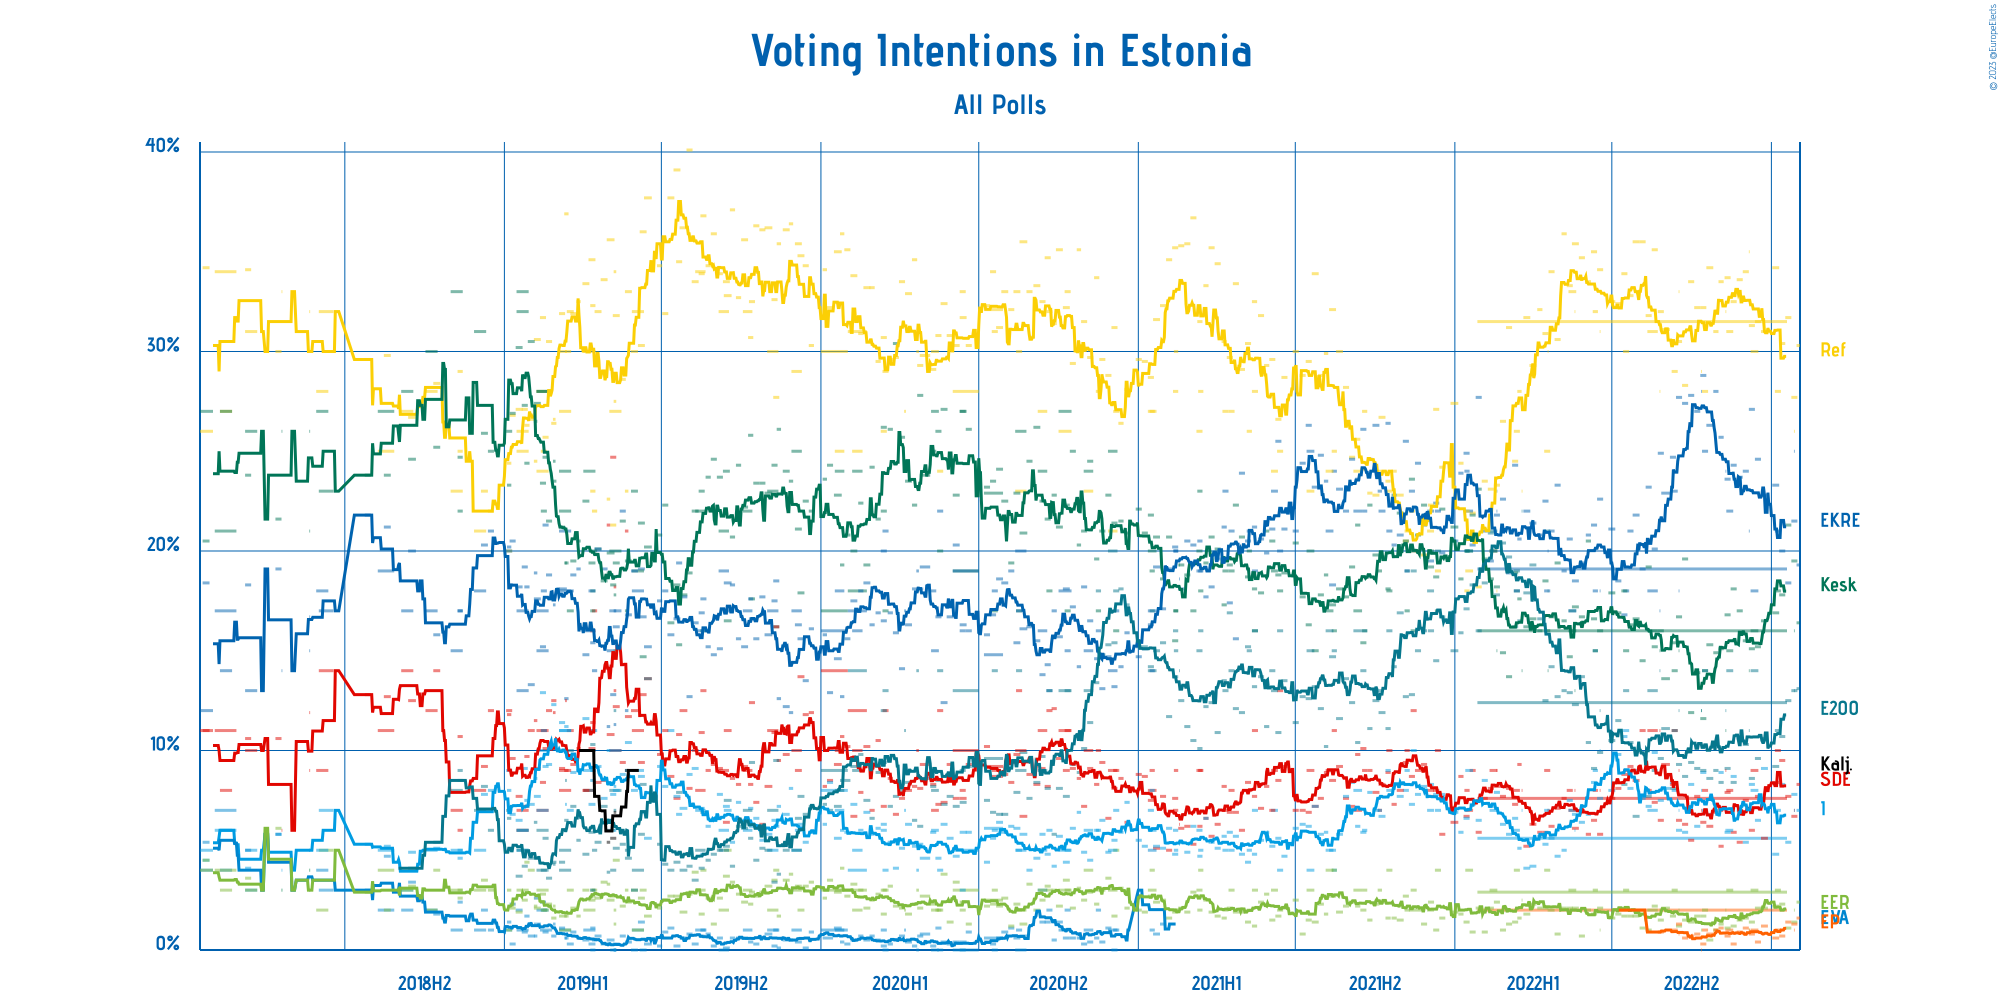 Voting Intentions in Estonia
All Polls
© 2023 @EuropeElects
40%
30%
20%
10%
0%
Ref
EKRE
Kesk
E200
Kalj.
SDE
I
EER
EVA
EP
2018H2
2019H1
2019H2
2020H1
2020H2
2021H1
2021H2
2022H1
2022H2